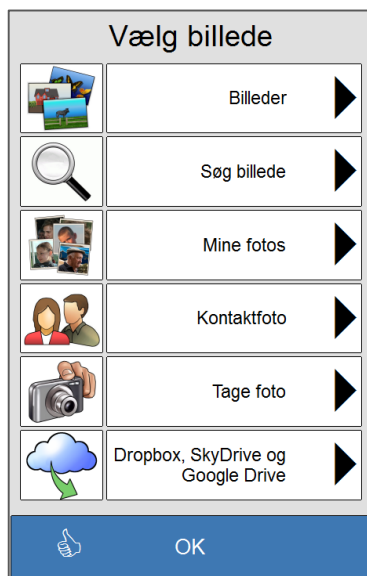 Vælg billede
Billeder
Søg billede
Mine fotos
Kontaktfoto
Tage foto
Dropbox, SkyDrive og
Google Drive
OK